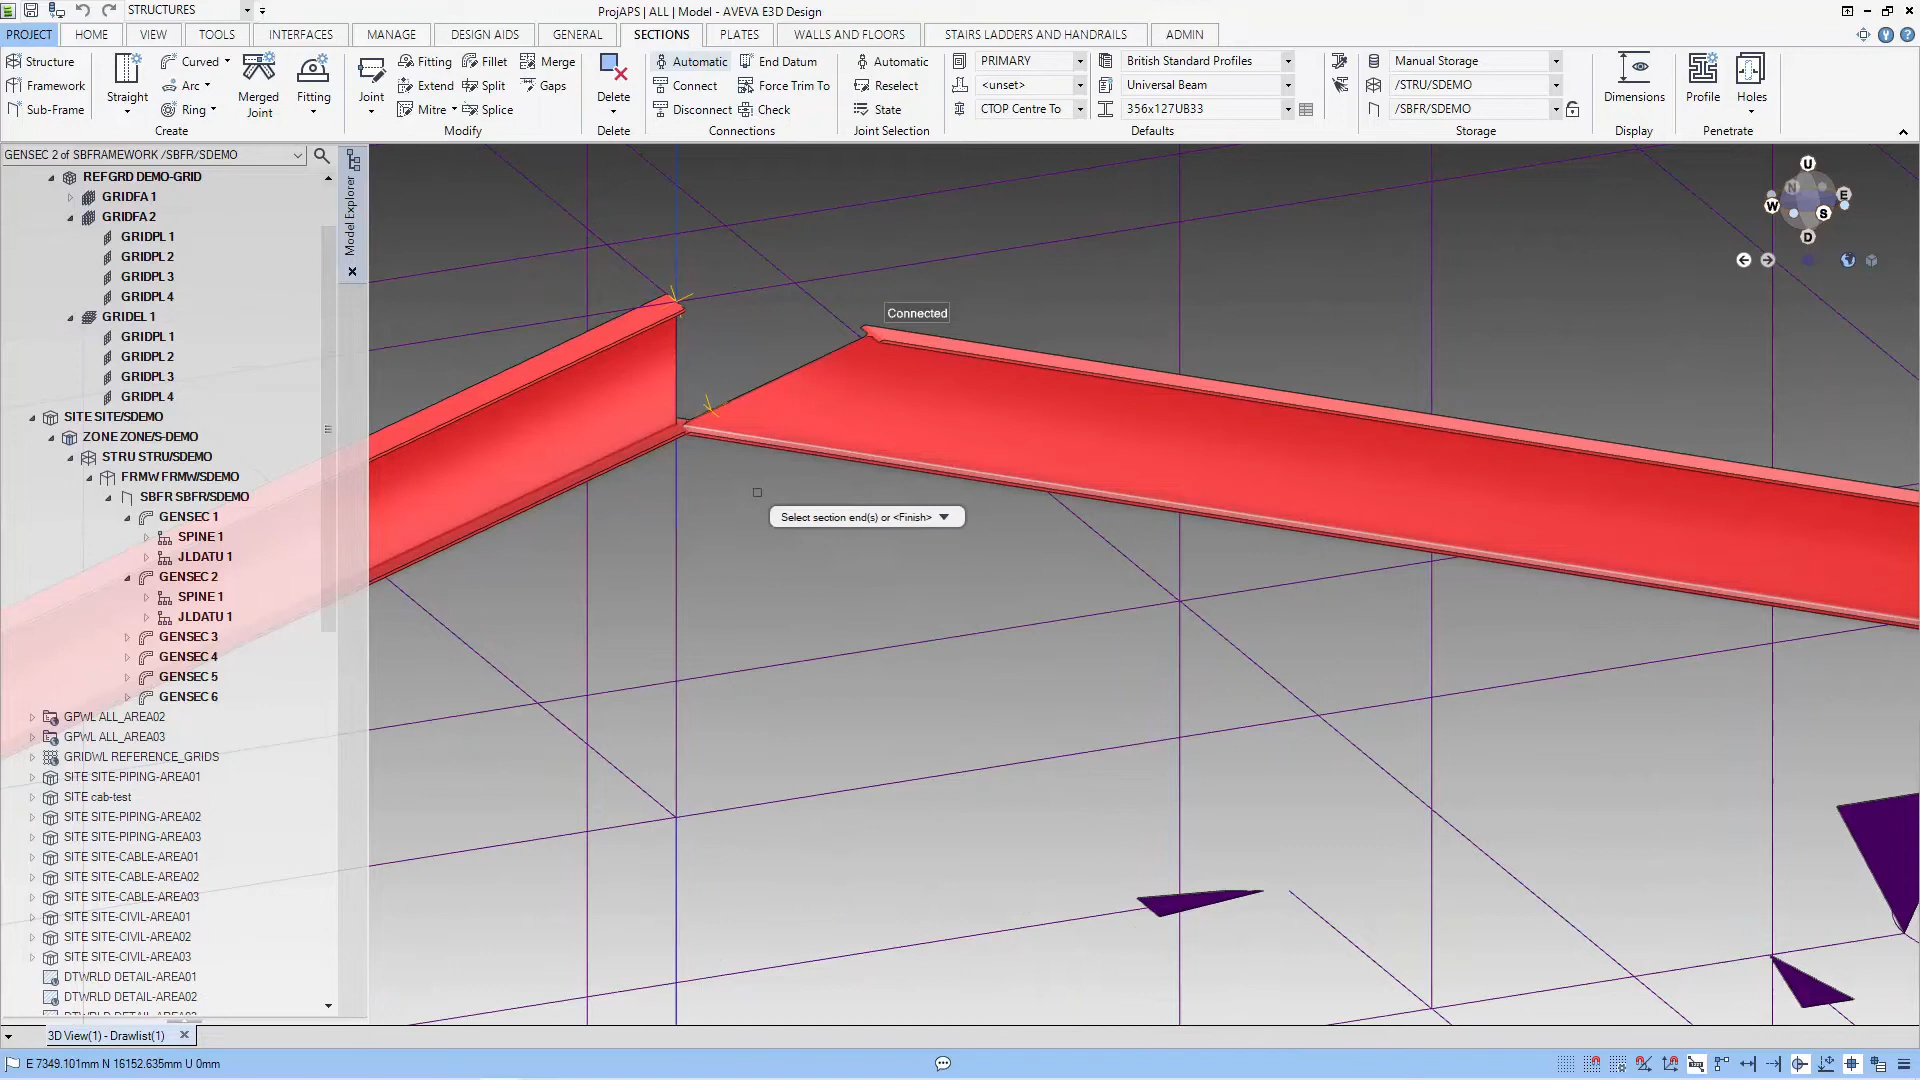 STRUCTURES
ProjAPS | ALL | Model - AVEVA E3D Design
PROJECT
HOME
VIEW
TOOLS
INTERFACES
MANAGE
DESIGN AIDS
GENERAL
SECTIONS
PLATES
WALLS AND FLOORS
STAIRS LADDERS AND HANDRAILS
ADMIN
Structure
Framework
Sub-Frame
Straight
Curved
Arc
Ring
Merged
Joint
Fitting
Create
Joint
Fitting
Extend
Mitre
Fillet
Split
Splice
Merge
Gaps
Modify
Delete
Delete
Automatic
Connect
Disconnect
End Datum
Force Trim To
Check
Connections
Automatic
Reselect
State
Joint Selection
PRIMARY
<unset>
CTOP Centre To
British Standard Profiles
Universal Beam
356x127UB33
Defaults
Manual Storage
/STRU/SDEMO
/SBFR/SDEMO
Storage
Dimensions
Display
Profile
Holes
Penetrate
GENSEC 2 of SBFRAMEWORK /SBFR/SDEMO
Model Explorer
REFGRD DEMO-GRID
GRIDFA 1
GRIDFA 2
GRIDPL 1
GRIDPL 2
GRIDPL 3
GRIDPL 4
GRIDEL 1
GRIDPL 1
GRIDPL 2
GRIDPL 3
GRIDPL 4
SITE SITE/SDEMO
ZONE ZONE/S-DEMO
STRU STRU/SDEMO
FRMW FRMW/SDEMO
SBFR SBFR/SDEMO
GENSEC 1
SPINE 1
JLDATU 1
GENSEC 2
SPINE 1
JLDATU 1
GENSEC 3
GENSEC 4
GENSEC 5
GENSEC 6
GPWL ALL_AREA02
GPWL ALL_AREA03
GRIDWL REFERENCE_GRIDS
SITE SITE-PIPING-AREA01
SITE cab-test
SITE SITE-PIPING-AREA02
SITE SITE-PIPING-AREA03
SITE SITE-CABLE-AREA01
SITE SITE-CABLE-AREA02
SITE SITE-CABLE-AREA03
SITE SITE-CIVIL-AREA01
SITE SITE-CIVIL-AREA02
SITE SITE-CIVIL-AREA03
DTWRLD DETAIL-AREA01
DTWRLD DETAIL-AREA02
Connected
Select section end(s) or <Finish>
U
N
E
W
S
D
3D View(1) - Drawlist(1)
E 7349.101mm N 16152.635mm U 0mm